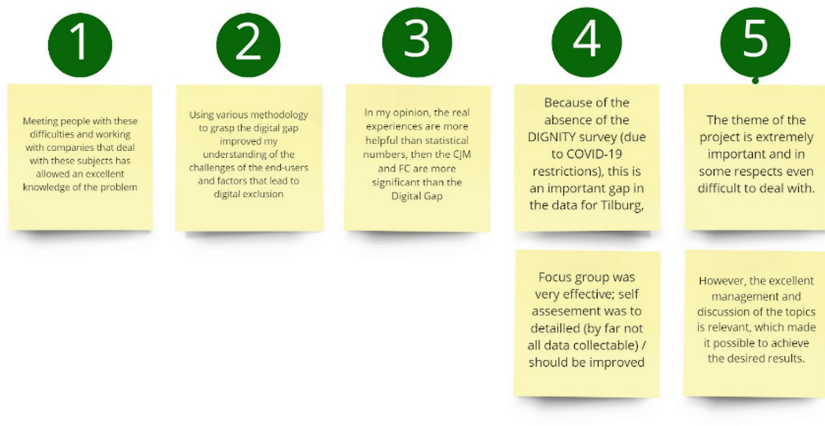 1
2
3
4
5
Meeting people with these
difficulties and working
with companies that deal
with these subjects has
allowed an excellent
knowledge of the problem
Using various methodology
to grasp the digital gap
improved my
understanding of the
challenges of the end-users
and factors that lead to
digital exclusion
In my opinion, the real
experiences are more
helpful than statistical
numbers, then the CJM
and FC are more
significant than the
Digital Gap
Because of the
absence of the
DIGNITY survey (due
to COVID-19
restrictions), this is
an important gap in
the data for Tilburg,
The theme of the
project is extremely
important and in
some respects even
difficult to deal with.
Focus group was
very effective; self
assesement was to
detailled (by far not
all data collectable) /
should be improved
However, the excellent
management and
discussion of the topics
is relevant, which made
it possible to achieve
the desired results.